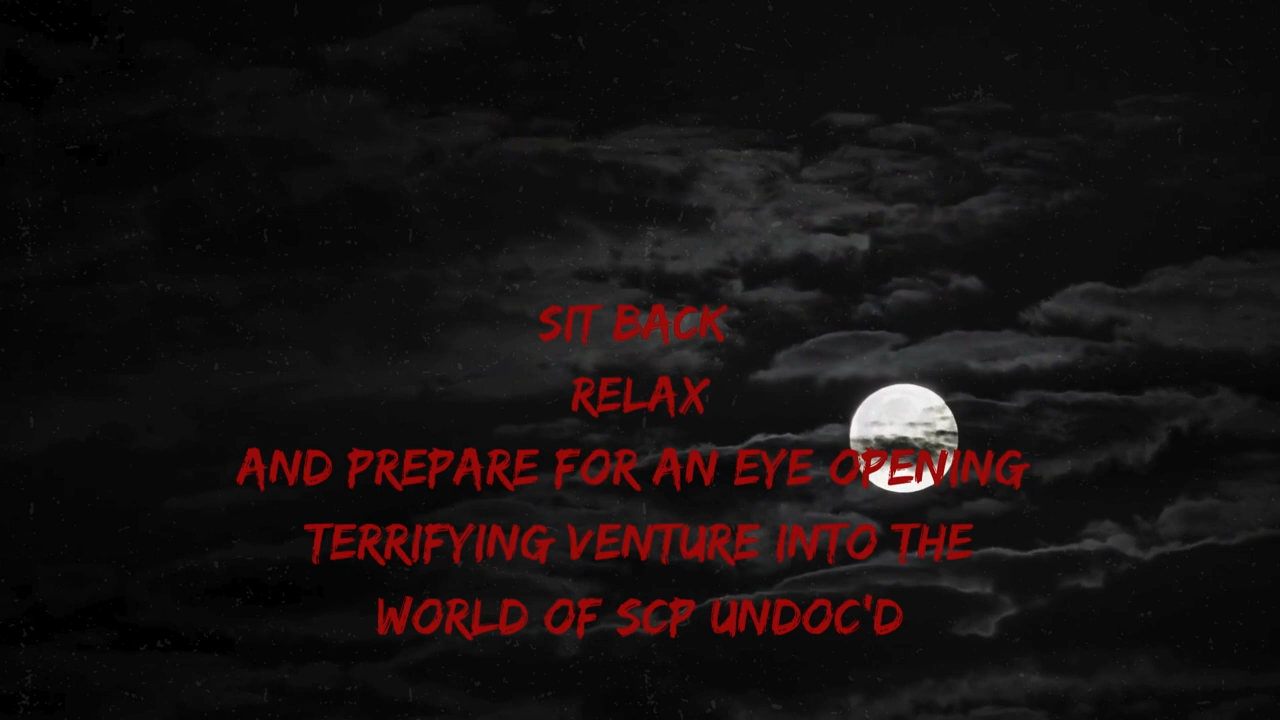 SIT BACK
RELAX
AND PREPARE FOR AN EYE OPENING
TERRIFYING VENTURE INTO THE
WORLD OF SCP UNDOC'D